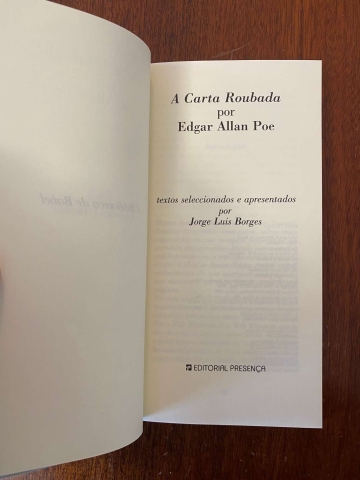 A Carta Roubada
por
Edgar Allan Poe
textos seleccionados e apresentados
por
Jorge Luis Borges
EDITORIAL PRESENÇA